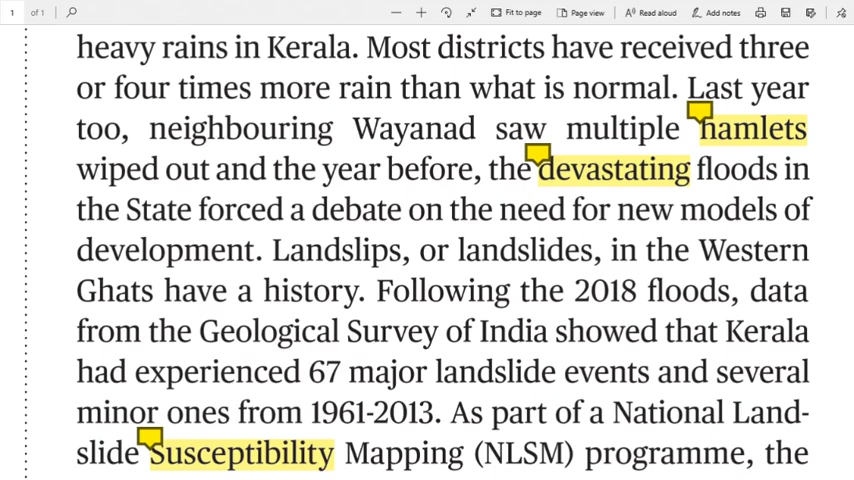 1 of 1 Fit to page Page view Read aloud Add notes
heavy rains in Kerala. Most districts have received three
or four times more rain than what is normal. Last year
too, neighbouring Wayanad saw multiple hamlets
wiped out and the year before, the devastating floods in
the State forced a debate on the need for new models of
development. Landslips, or landslides, in the Western
Ghats have a history. Following the 2018 floods, data
from the Geological Survey of India showed that Kerala
had experienced 67 major landslide events and several
minor ones from 1961-2013. As part of a National Land-
slide Susceptibility Mapping (NLSM) programme, the